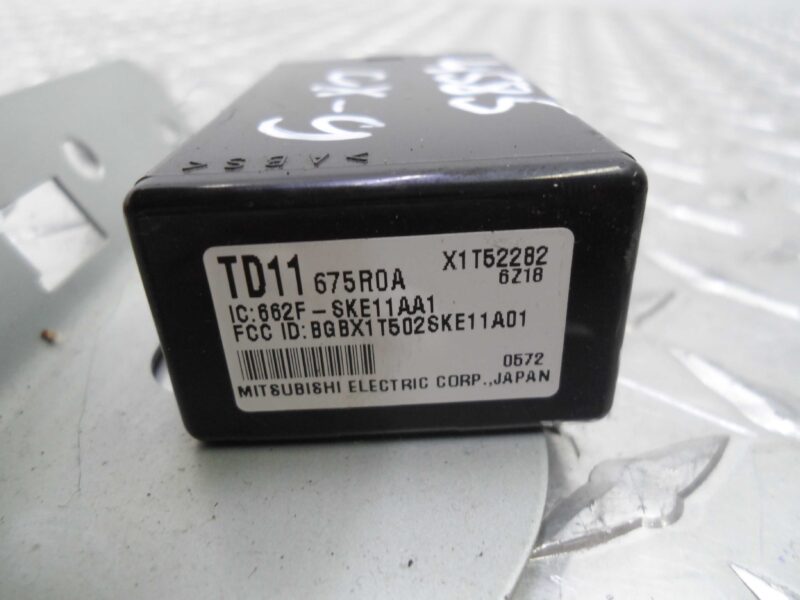 CX-9
TD11 675R0A X1T52282
6Z18
IC:662F-SKE11AA1
FCC ID:BGBX1T502SKE11A01
0572
MITSUBISHI ELECTRIC CORP.,JAPAN